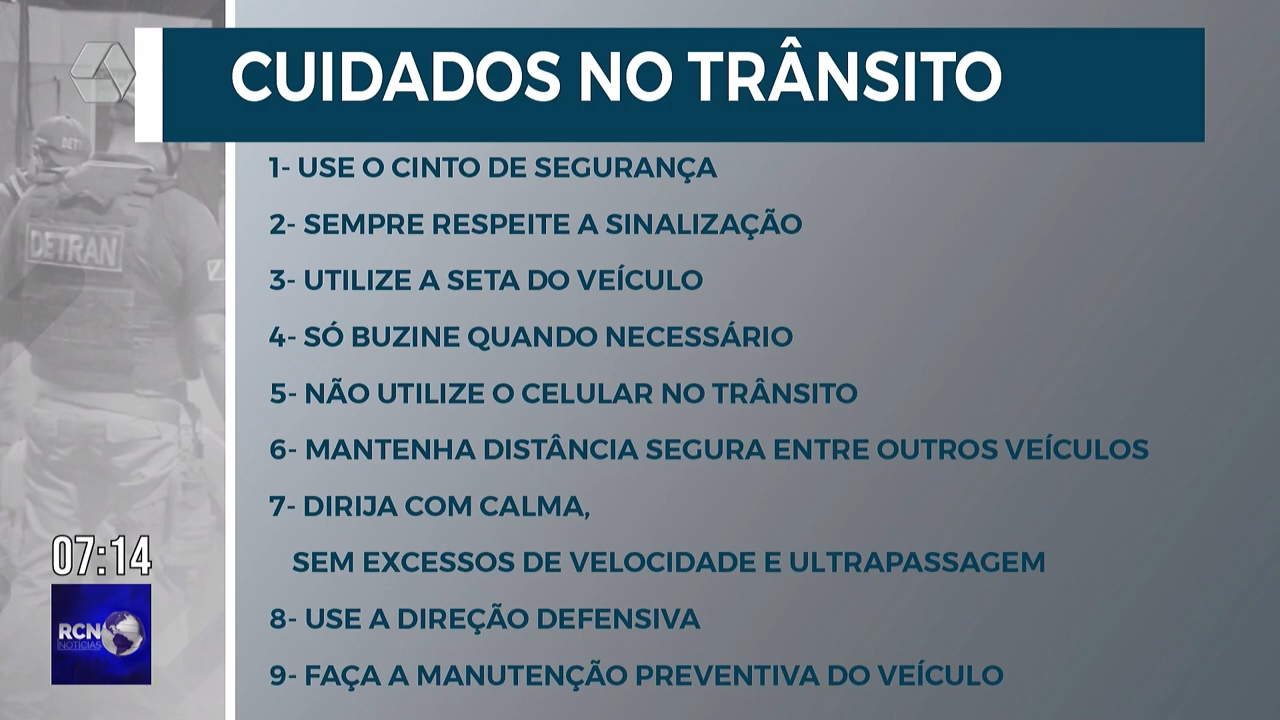 CUIDADOS NO TRÂNSITO
1- USE O CINTO DE SEGURANÇA
2- SEMPRE RESPEITE A SINALIZAÇÃO
3- UTILIZE A SETA DO VEÍCULO
4- SÓ BUZINE QUANDO NECESSÁRIO
5- NÃO UTILIZE O CELULAR NO TRÂNSITO
6- MANTENHA DISTÂNCIA SEGURA ENTRE OUTROS VEÍCULOS
7- DIRIJA COM CALMA,
SEM EXCESSOS DE VELOCIDADE E ULTRAPASSAGEM
8- USE A DIREÇÃO DEFENSIVA
9- FAÇA A MANUTENÇÃO PREVENTIVA DO VEÍCULO
DETRAN
07:14
RCN
NOTÍCIAS